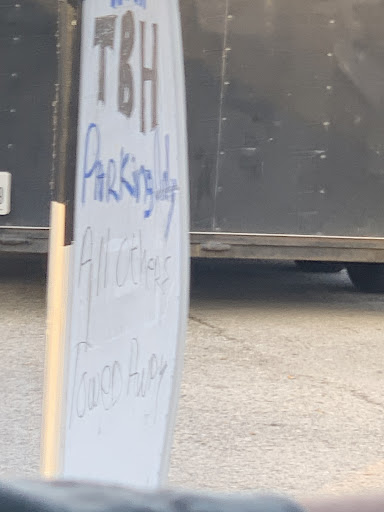 TBH
Parking Only
All Others
Towed Away